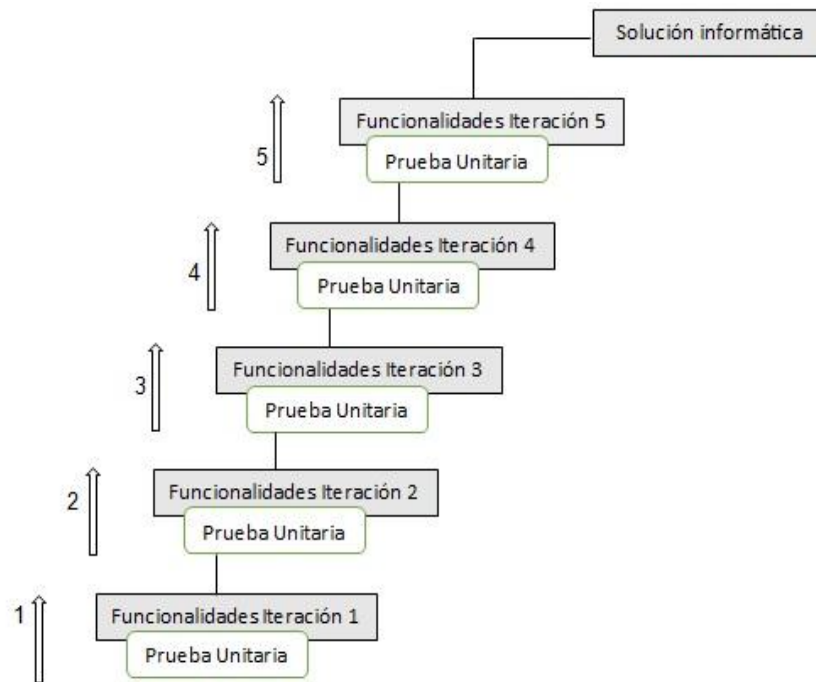 Solución informática
Funcionalidades Iteración 5
Prueba Unitaria
5
Funcionalidades Iteración 4
Prueba Unitaria
4
Funcionalidades Iteración 3
Prueba Unitaria
3
Funcionalidades Iteración 2
Prueba Unitaria
2
Funcionalidades Iteración 1
Prueba Unitaria
1